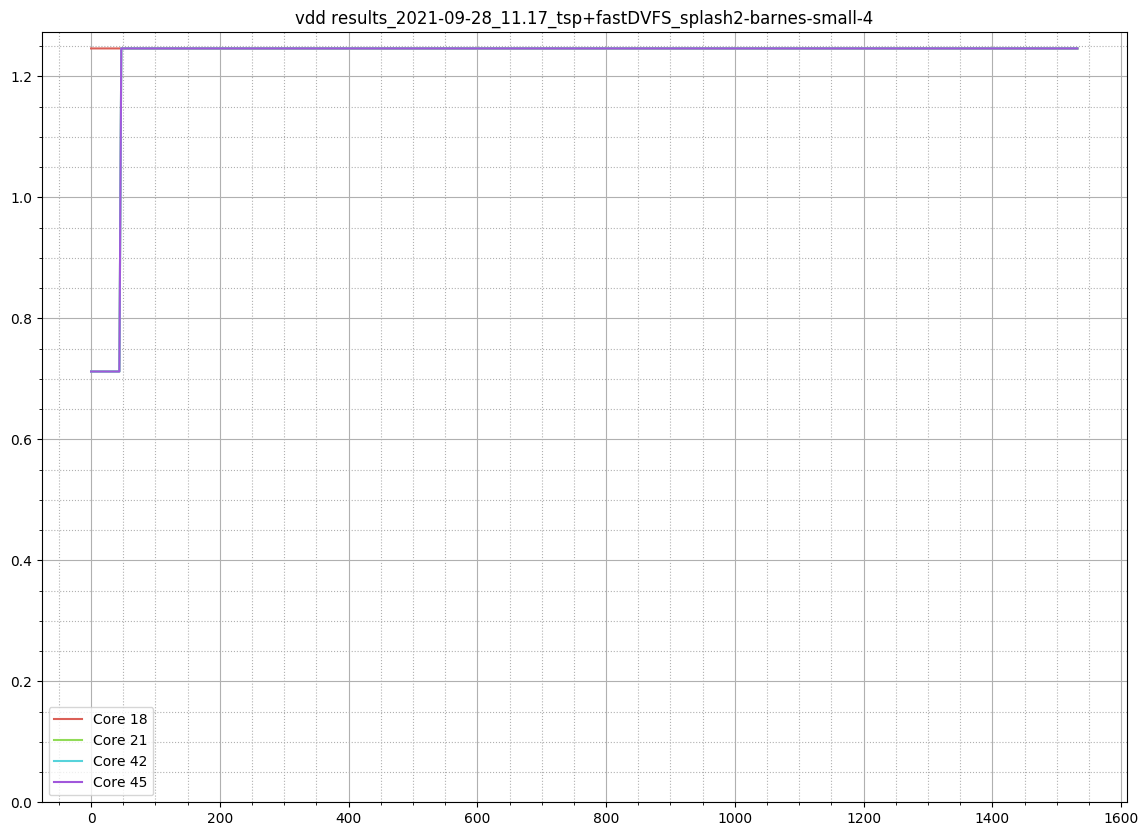 vdd results_2021-09-28_11.17_tsp+fastDVFS_splash2-barnes-small-4
1.2
1.0
0.8
0.6
0.4
0.2
0.0
Core 18
Core 21
Core 42
Core 45
0 200 400 600 800 1000 1200 1400 1600